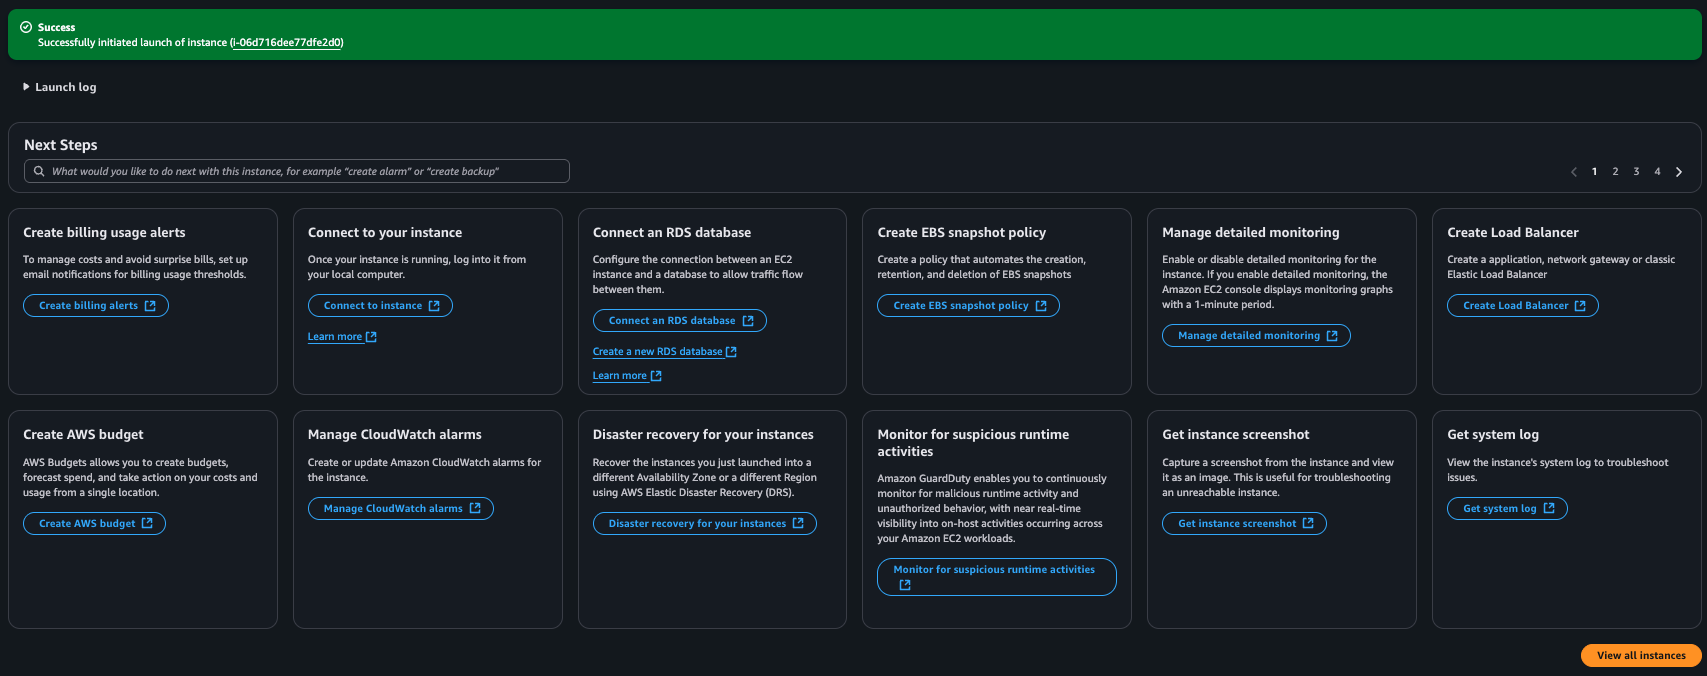 Success
Successfully initiated launch of instance (i-06d716dee77dfe2d0)
Launch log
Next Steps
What would you like to do next with this instance, for example “create alarm” or “create backup”
1 2 3 4
Create billing usage alerts
To manage costs and avoid surprise bills, set up
email notifications for billing usage thresholds.
Create billing alerts
Connect to your instance
Once your instance is running, log into it from
your local computer.
Connect to instance
Learn more
Connect an RDS database
Configure the connection between an EC2
instance and a database to allow traffic flow
between them.
Connect an RDS database
Create a new RDS database
Learn more
Create EBS snapshot policy
Create a policy that automates the creation,
retention, and deletion of EBS snapshots
Create EBS snapshot policy
Manage detailed monitoring
Enable or disable detailed monitoring for the
instance. If you enable detailed monitoring, the
Amazon EC2 console displays monitoring graphs
with a 1-minute period.
Manage detailed monitoring
Create Load Balancer
Create a application, network gateway or classic
Elastic Load Balancer
Create Load Balancer
Create AWS budget
AWS Budgets allows you to create budgets,
forecast spend, and take action on your costs and
usage from a single location.
Create AWS budget
Manage CloudWatch alarms
Create or update Amazon CloudWatch alarms for
the instance.
Manage CloudWatch alarms
Disaster recovery for your instances
Recover the instances you just launched into a
different Availability Zone or a different Region
using AWS Elastic Disaster Recovery (DRS).
Disaster recovery for your instances
Monitor for suspicious runtime
activities
Amazon GuardDuty enables you to continuously
monitor for malicious runtime activity and
unauthorized behavior, with near real-time
visibility into on-host activities occurring across
your Amazon EC2 workloads.
Monitor for suspicious runtime activities
Get instance screenshot
Capture a screenshot from the instance and view
it as an image. This is useful for troubleshooting
an unreachable instance.
Get instance screenshot
Get system log
View the instance's system log to troubleshoot
issues.
Get system log
View all instances